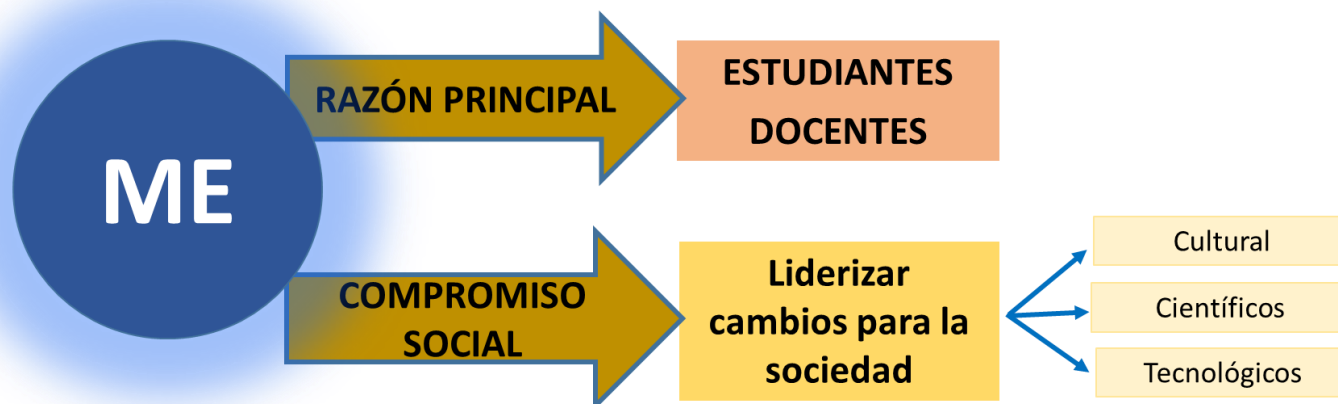 ME
RAZÓN PRINCIPAL
ESTUDIANTES
DOCENTES
COMPROMISO
SOCIAL
Liderizar
cambios para la
sociedad
Cultural
Científicos
Tecnológicos